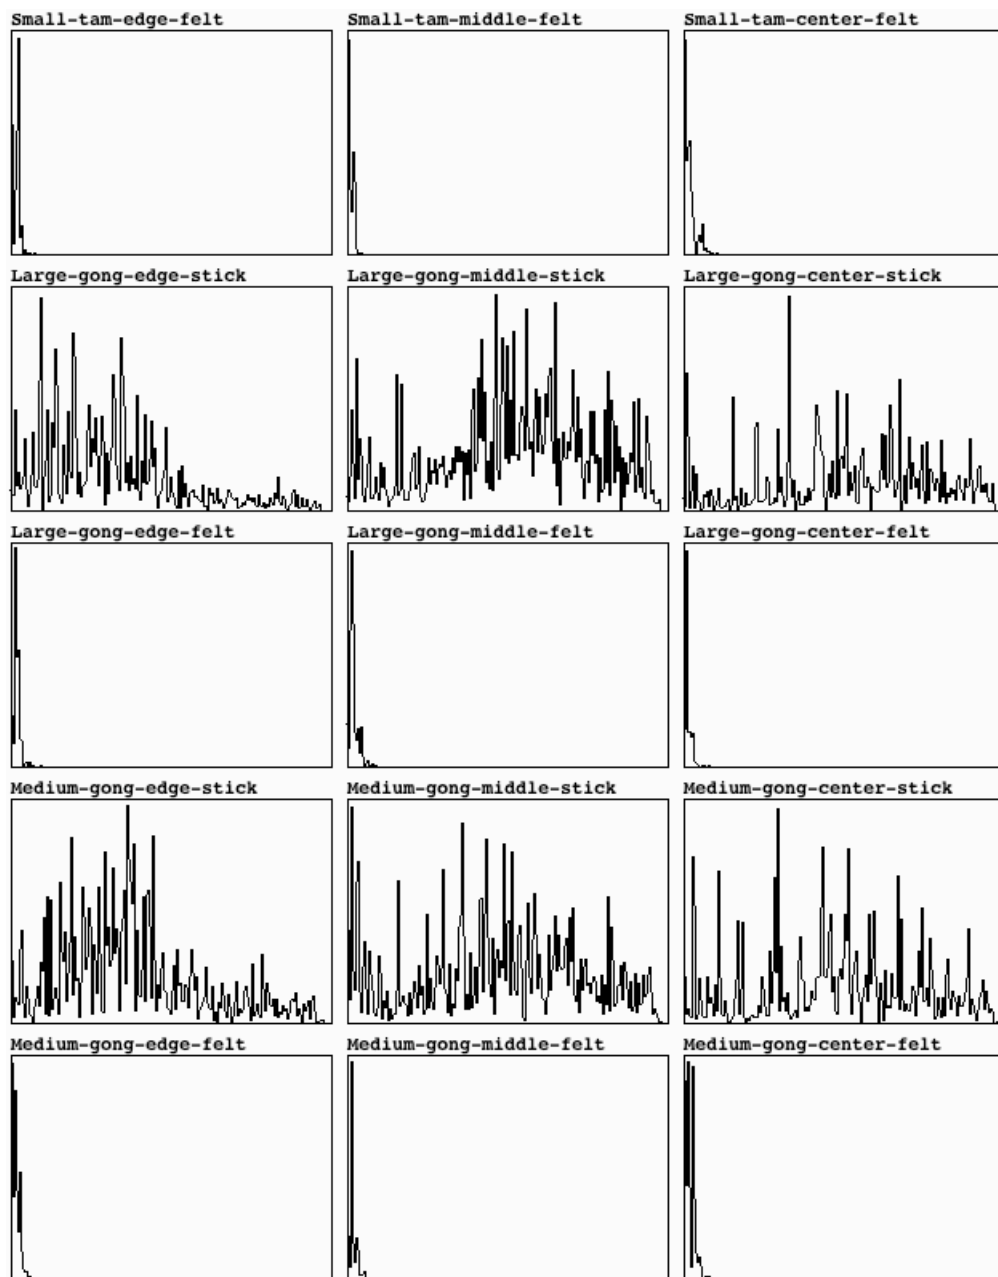 Small-tam-edge-felt Small-tam-middle-felt Small-tam-center-felt
Large-gong-edge-stick Large-gong-middle-stick Large-gong-center-stick
Large-gong-edge-felt Large-gong-middle-felt Large-gong-center-felt
Medium-gong-edge-stick Medium-gong-middle-stick Medium-gong-center-stick
Medium-gong-edge-felt Medium-gong-middle-felt Medium-gong-center-felt